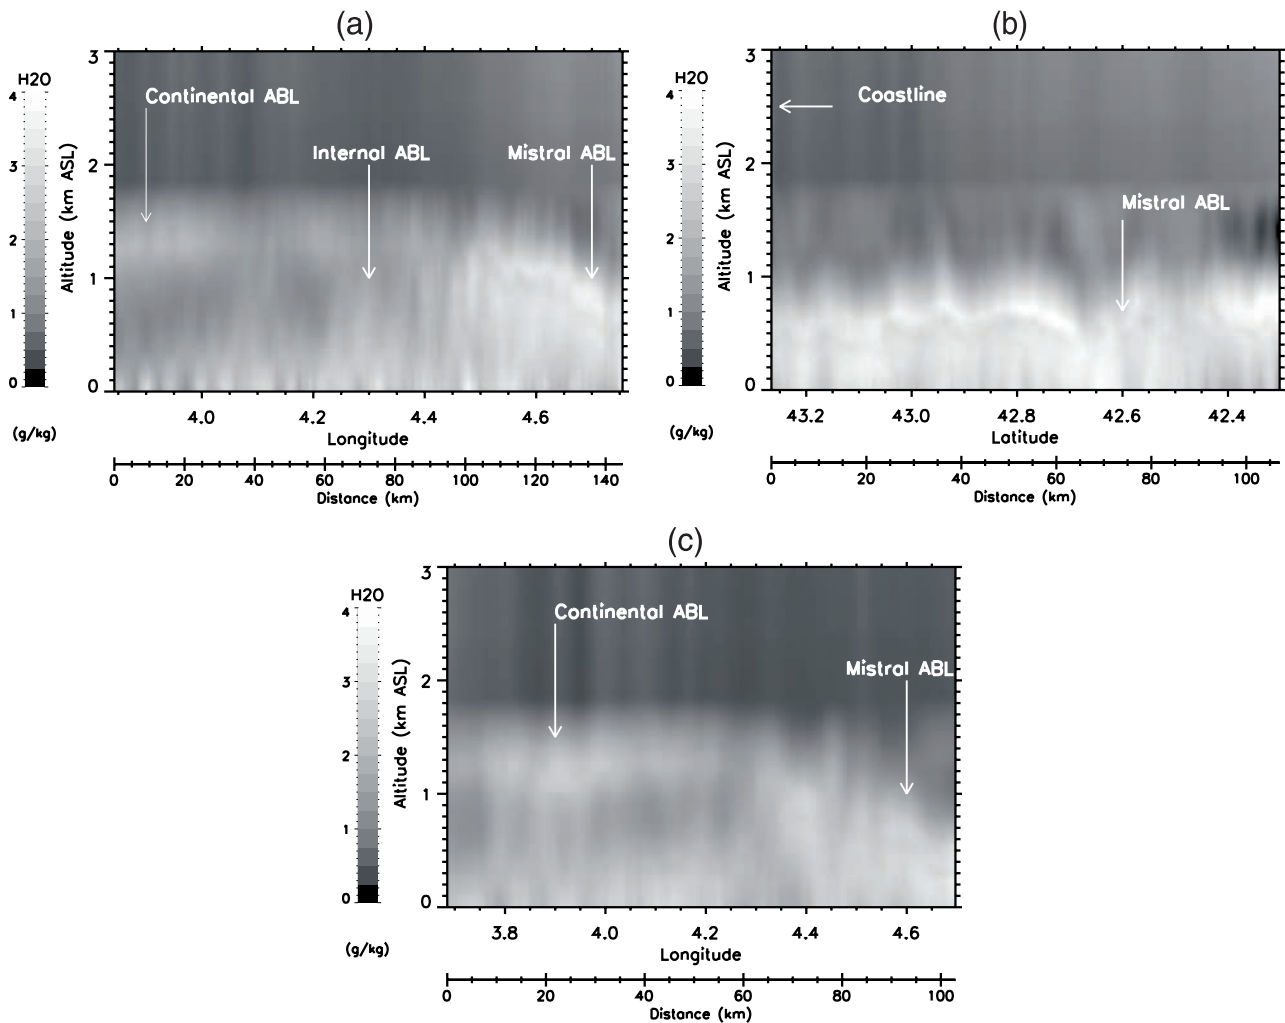 (a)
H2O
4
3
2
1
0
(g/kg)
Altitude (km ASL)
3
2
1
0
Continental ABL
Internal ABL
Mistral ABL
4.0 4.2 4.4 4.6
Longitude
0 20 40 60 80 100 120 140
Distance (km)
(b)
H2O
4
3
2
1
0
(g/kg)
Altitude (km ASL)
3
2
1
0
Coastline
Mistral ABL
43.2 43.0 42.8 42.6 42.4
Latitude
0 20 40 60 80 100
Distance (km)
(c)
H2O
4
3
2
1
0
(g/kg)
Altitude (km ASL)
3
2
1
0
Continental ABL
Mistral ABL
3.8 4.0 4.2 4.4 4.6
Longitude
0 20 40 60 80 100
Distance (km)